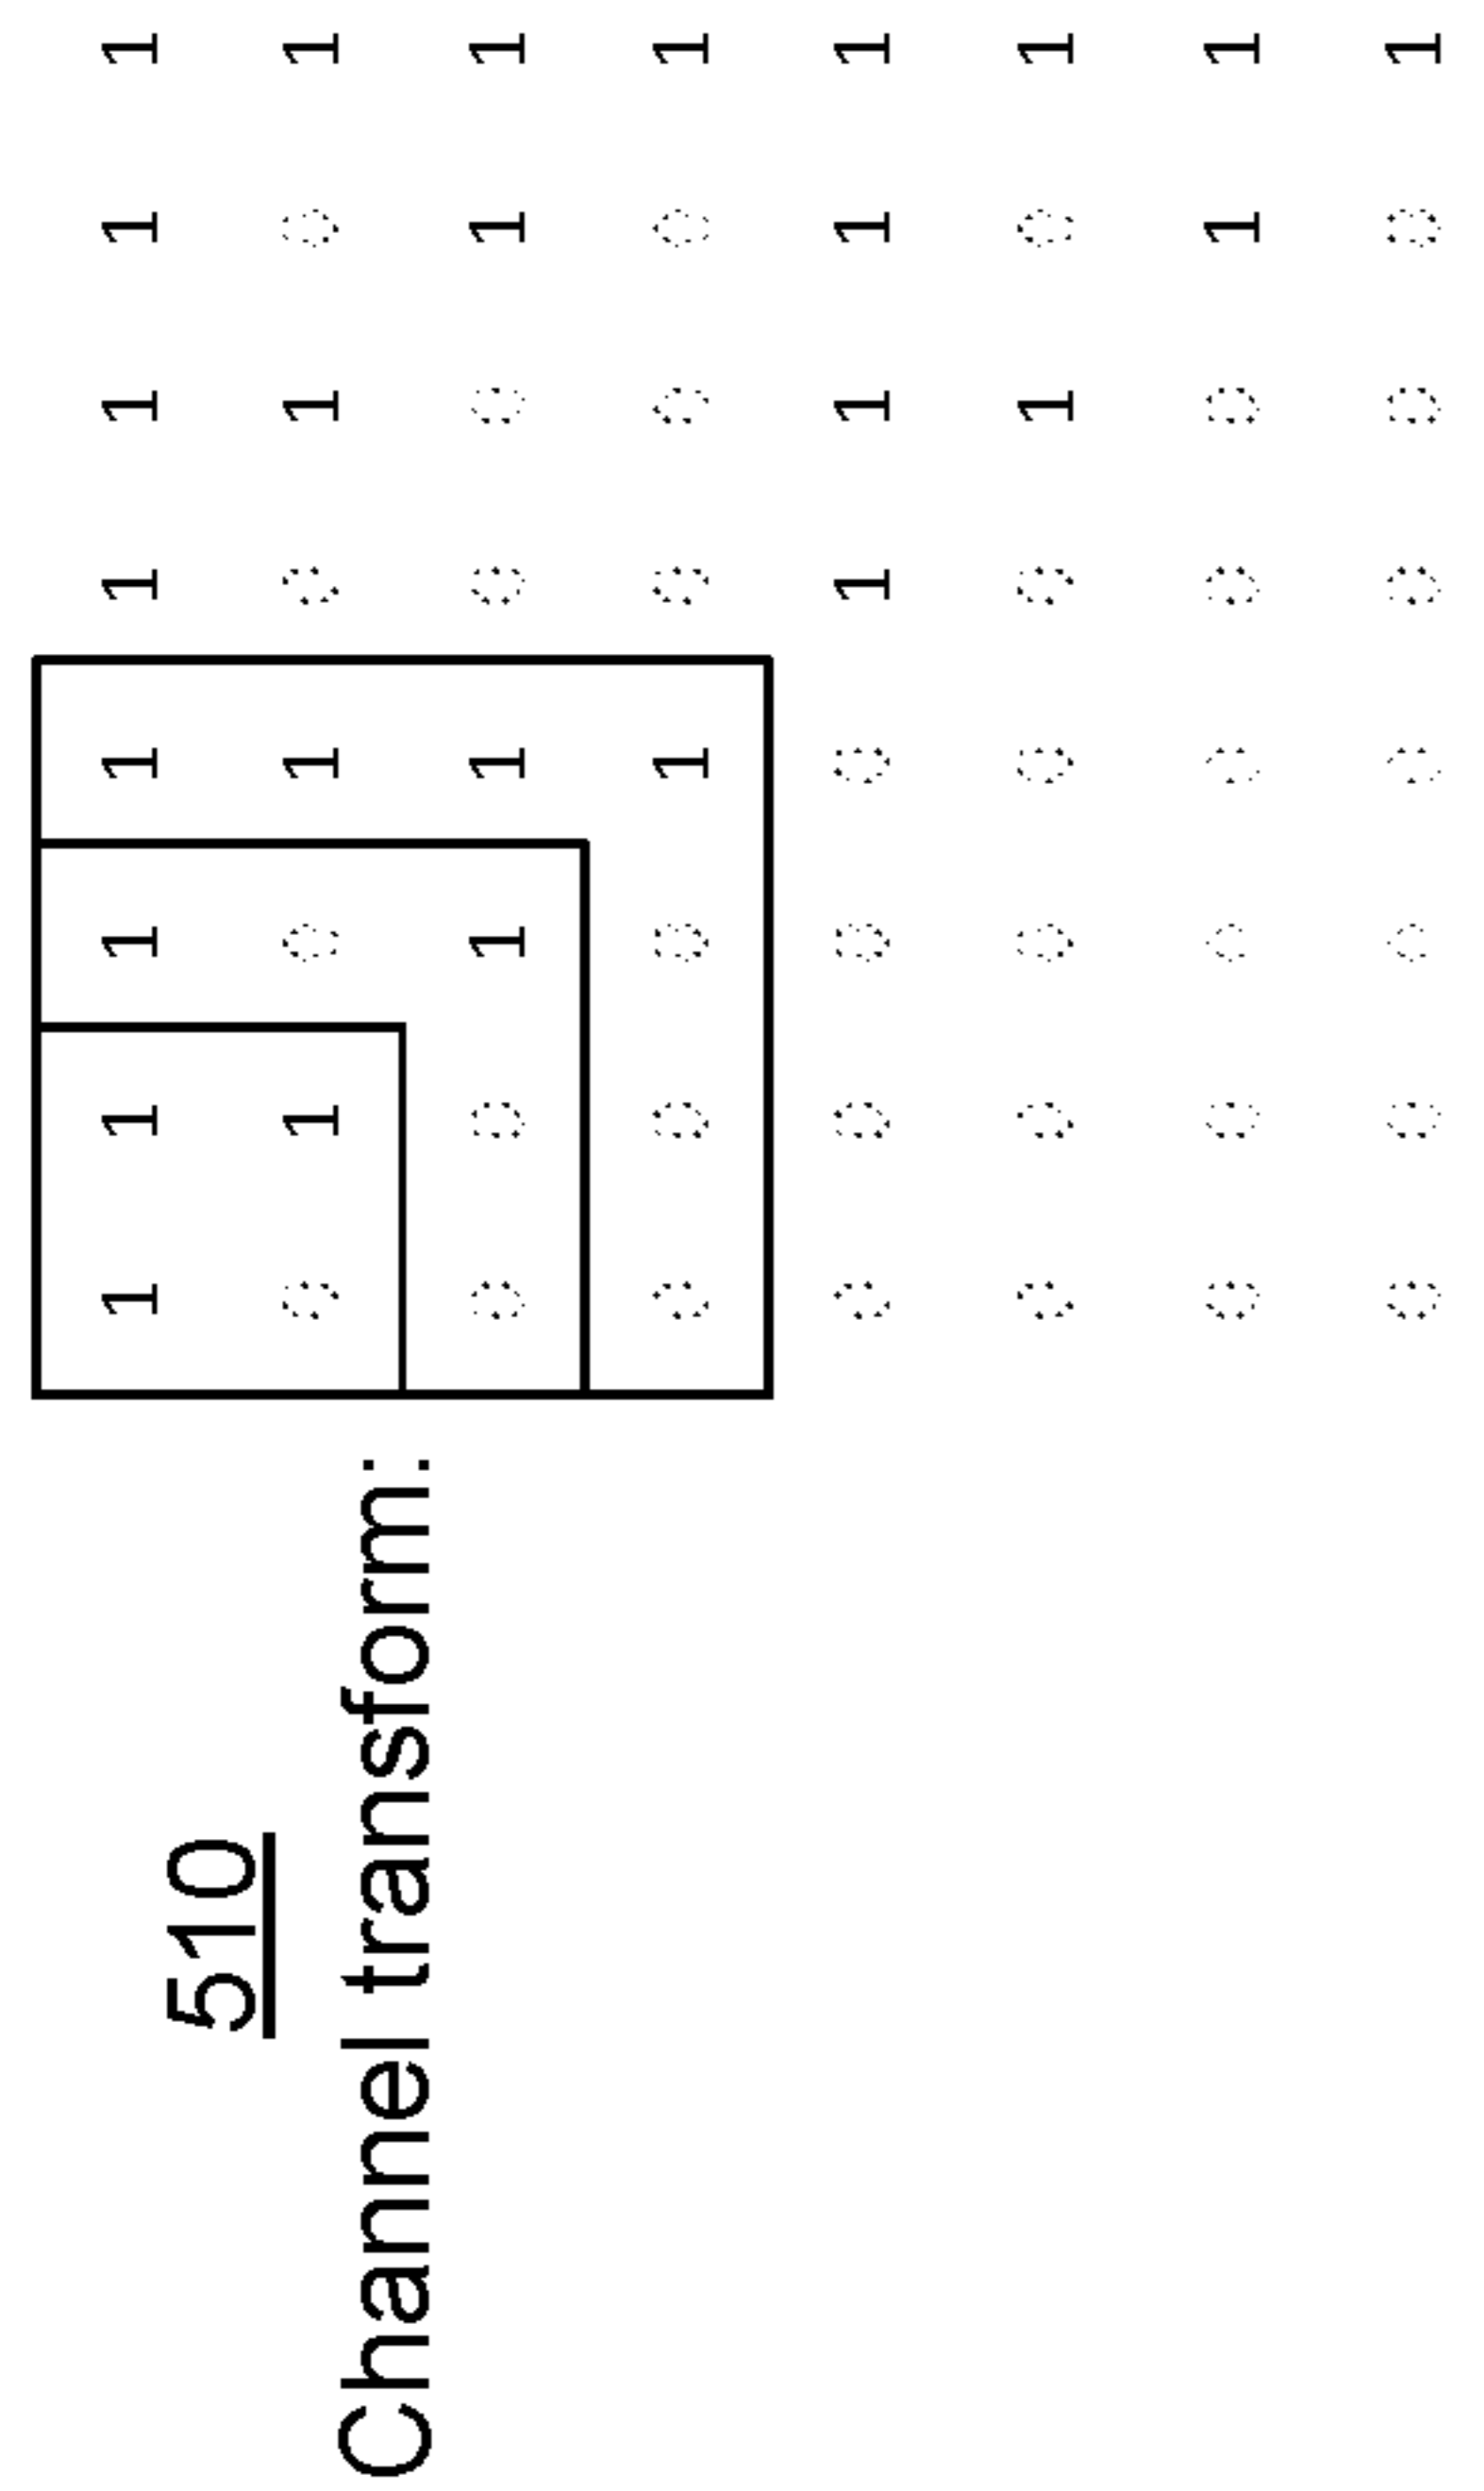 510
Channel transform:
1 1 1 1 1 1 1 1
0 1 0 1 0 1 0 1
0 0 1 1 0 0 1 1
0 0 0 1 0 0 0 1
0 0 0 0 1 1 1 1
0 0 0 0 0 1 0 1
0 0 0 0 0 0 1 1
0 0 0 0 0 0 0 1